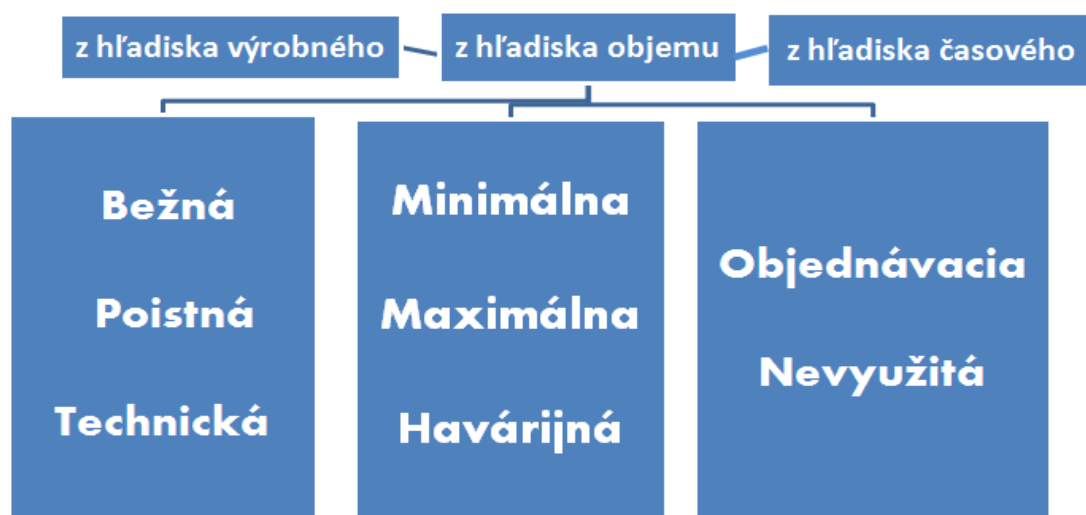 z hľadiska výrobného
z hľadiska objemu
z hľadiska časového
Bežná
Poistná
Technická
Minimálna
Maximálna
Havárijná
Objednávacia
Nevyužitá